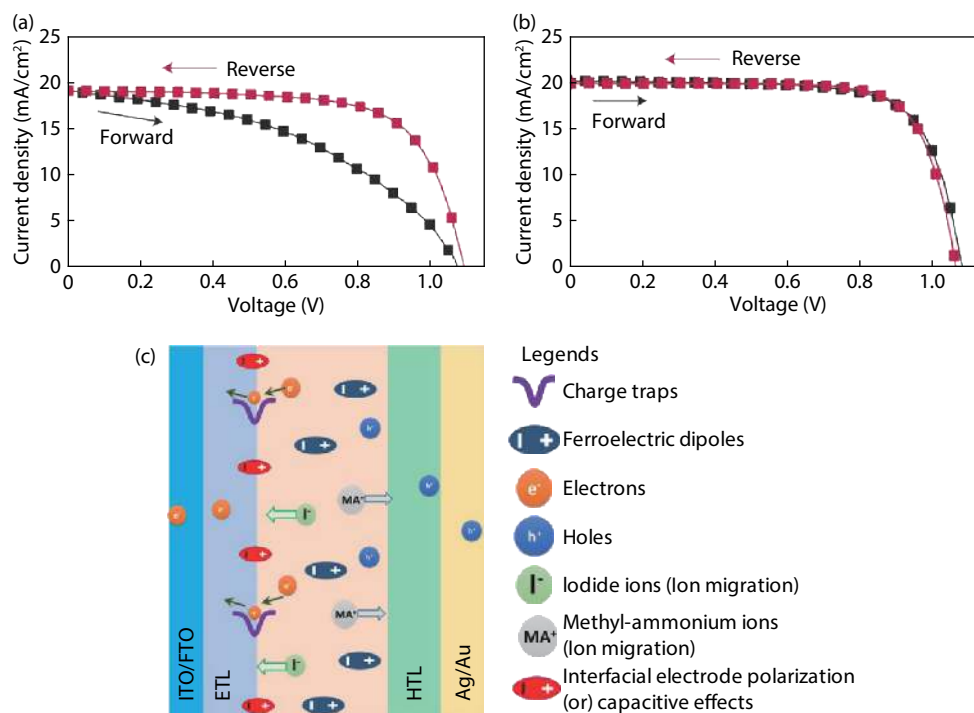 (a)
25
20
15
10
5
0
Current density (mA/cm²)
Reverse
Forward
0 0.2 0.4 0.6 0.8 1.0
Voltage (V)
(b)
25
20
15
10
5
0
Current density (mA/cm²)
Reverse
Forward
0 0.2 0.4 0.6 0.8 1.0
Voltage (V)
(c)
ITO/FTO
ETL
HTL
Ag/Au
e⁻
e⁻
h⁺
MA⁺
h⁺
e⁻
e⁻
I⁻
h⁺
h⁺
e⁻
e⁻
MA⁺
I⁻
Legends
Charge traps
Ferroelectric dipoles
e⁻
Electrons
h⁺
Holes
I⁻
Iodide ions (Ion migration)
MA⁺
Methyl-ammonium ions
(Ion migration)
Interfacial electrode polarization
(or) capacitive effects